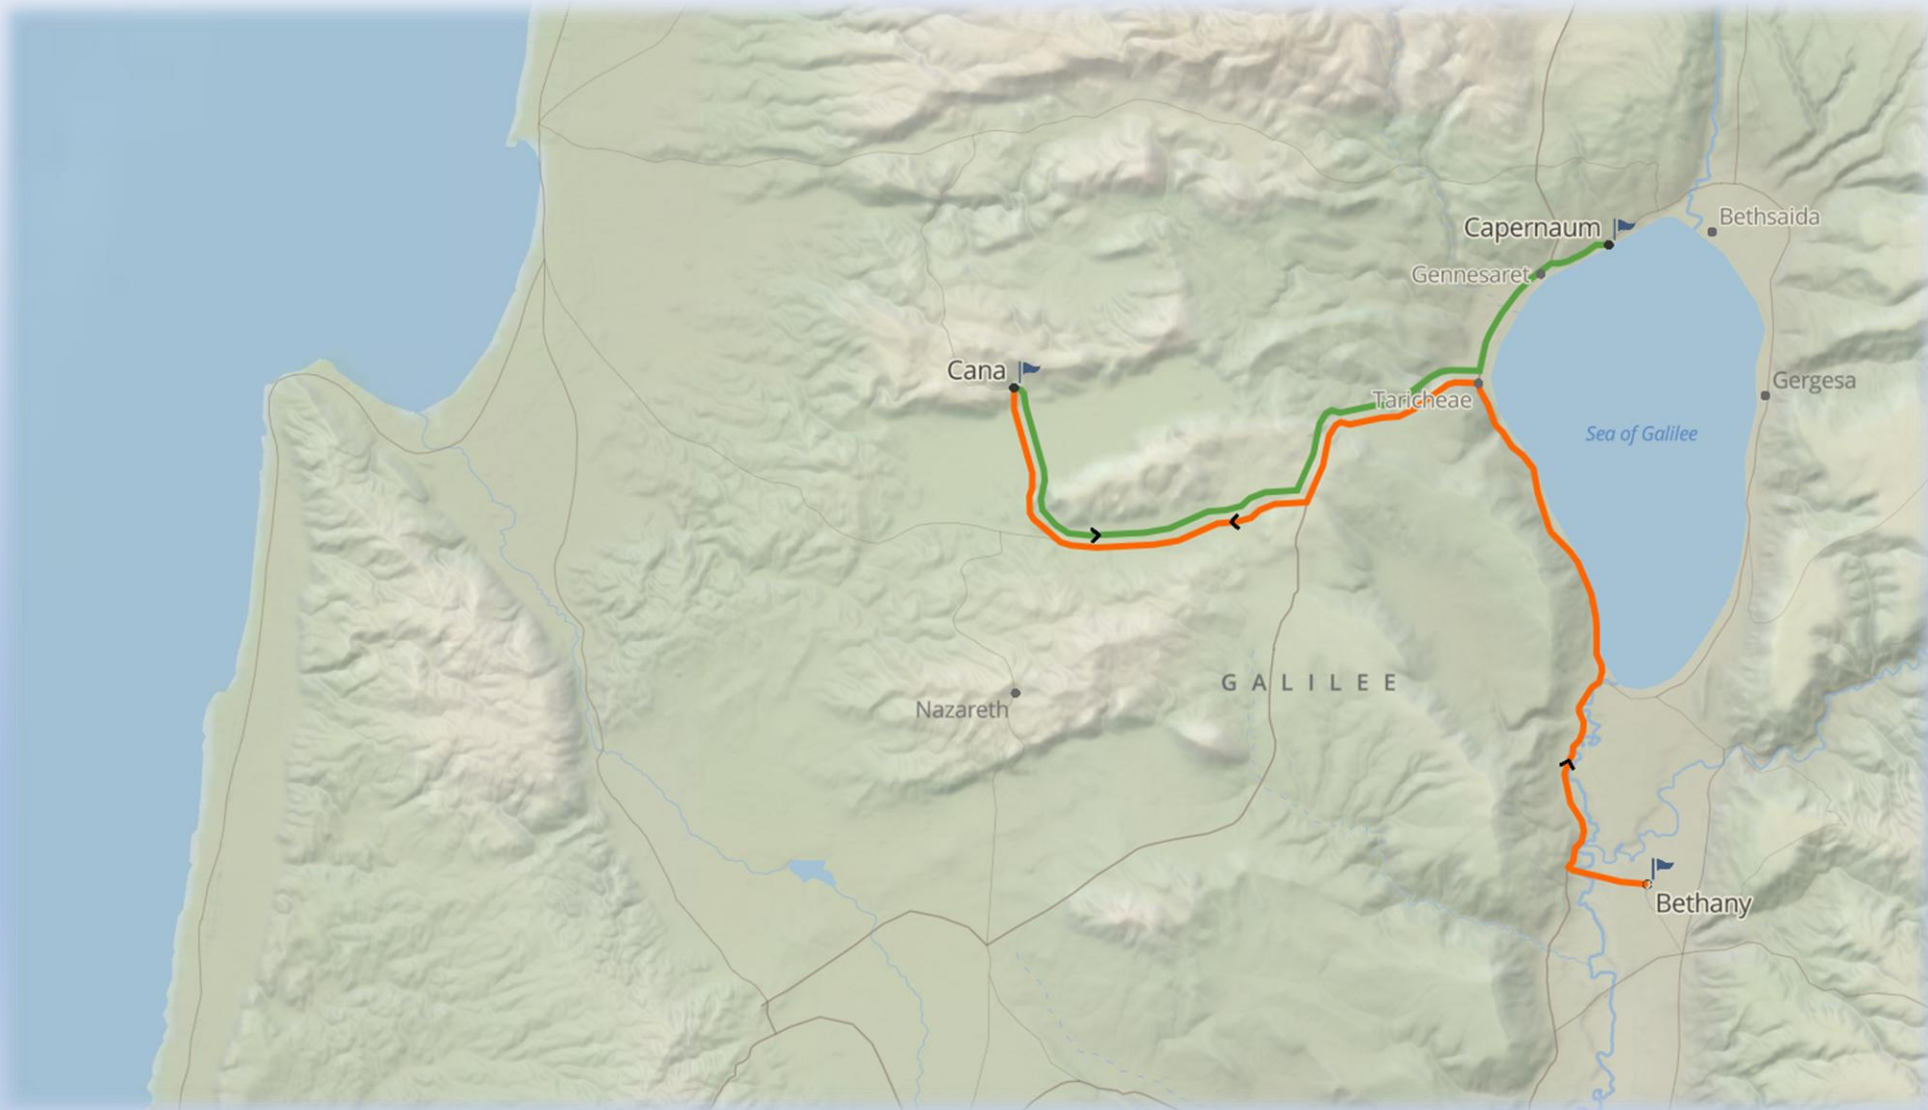 Bethsaida
Capernaum
Gennesaret
Cana
Gergesa
Taricheae
Sea of Galilee
GALILEE
Nazareth
Bethany